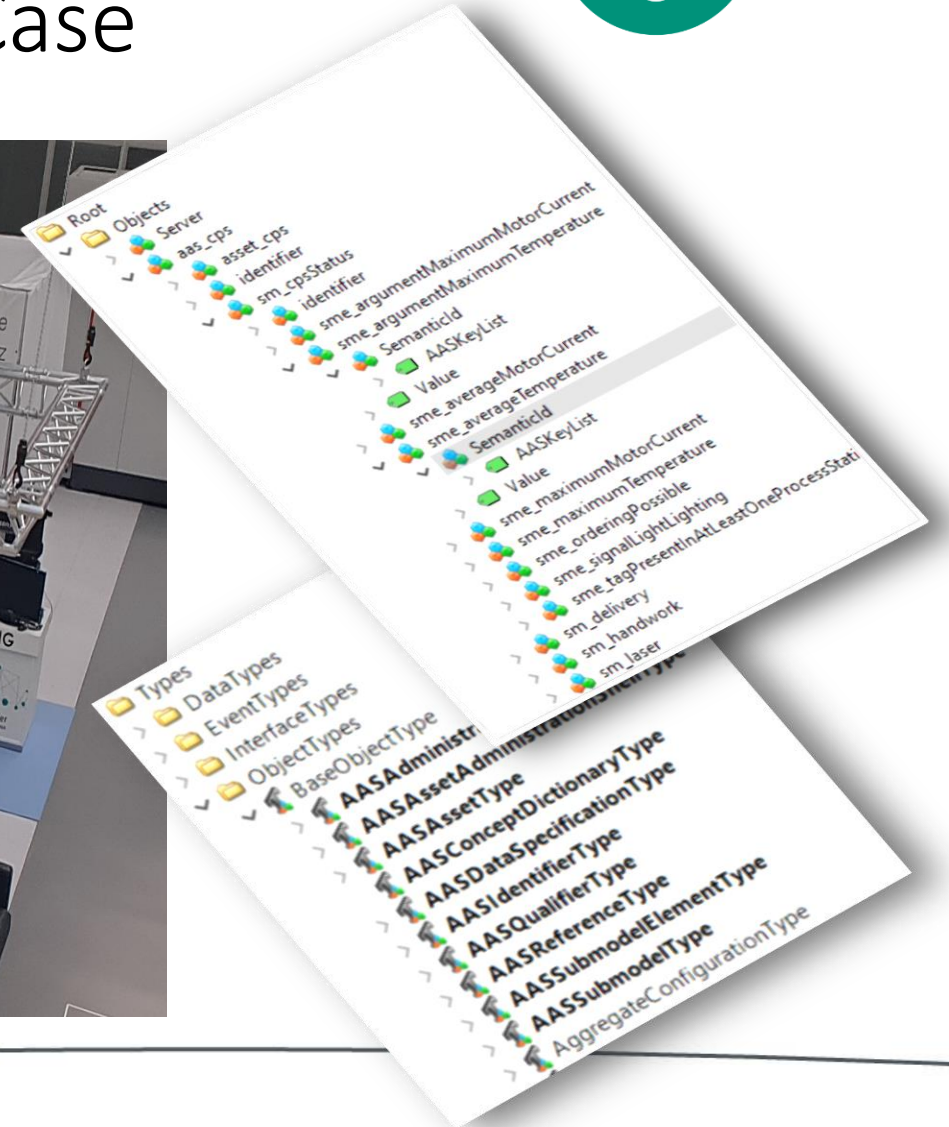 Case
Root
Objects
Server
aas_cps
asset_cps
identifier
sm_cpsStatus
identifier
sme_argumentMaximumMotorCurrent
sme_argumentMaximumTemperature
SemanticId
AASKeyList
Value
sme_averageMotorCurrent
sme_averageTemperature
SemanticId
AASKeyList
Value
sme_maximumMotorCurrent
sme_maximumTemperature
sme_orderingPossible
sme_signalLightLighting
sme_tagPresentInAtLeastOneProcessStati
sm_delivery
sm_handwork
sm_laser
Types
DataTypes
EventTypes
InterfaceTypes
ObjectTypes
BaseObjectType
AASAdministr
AASAssetAdministrationShellType
AASAssetType
AASConceptDictionaryType
AASDataSpecificationType
AASIdentifierType
AASQualifierType
AASReferenceType
AASSubmodelElementType
AASSubmodelType
AggregateConfigurationType